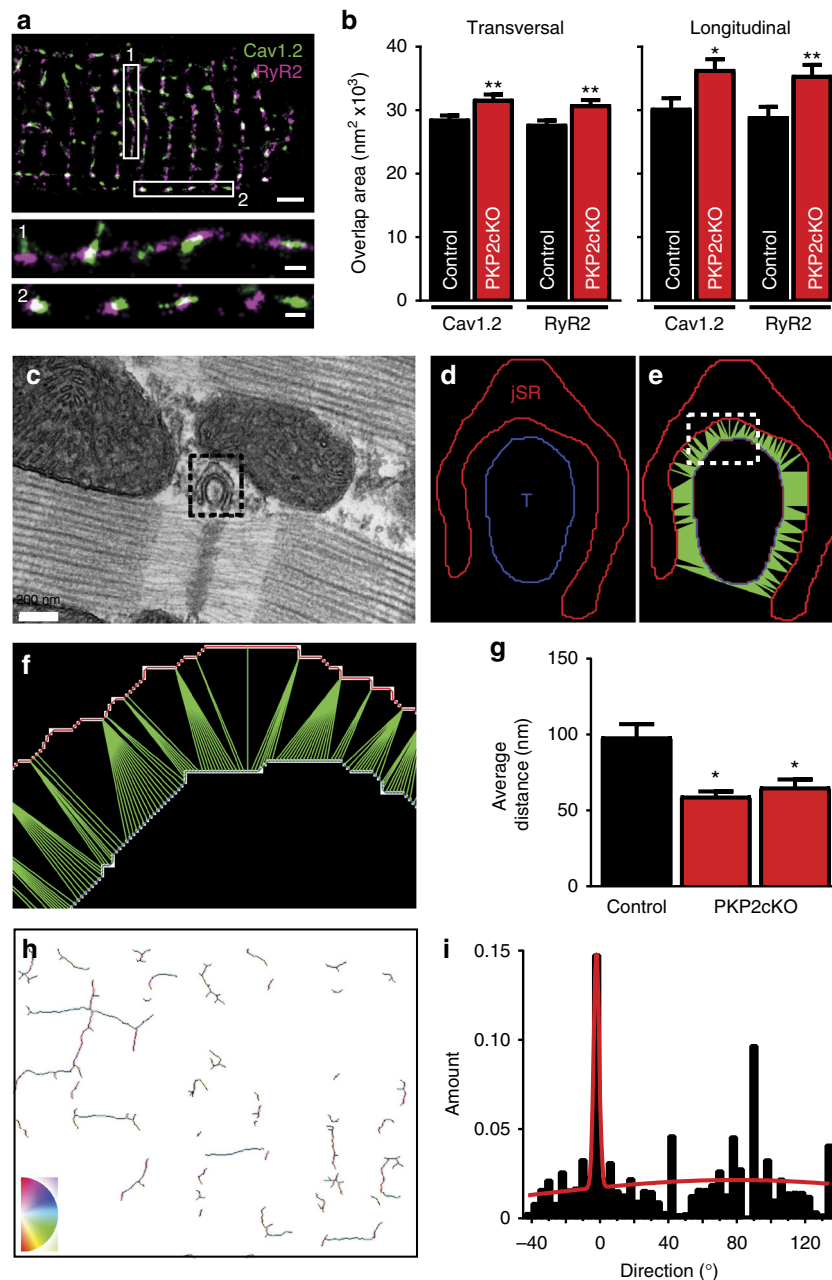 a
Cav1.2
RyR2
1
2
1
2
b
Transversal
Longitudinal
Overlap area (nm² x10³)
40
30
20
10
0
**
**
*
**
Control
PKP2cKO
Control
PKP2cKO
Control
PKP2cKO
Control
PKP2cKO
Cav1.2
RyR2
Cav1.2
RyR2
c
200 nm
d
jSR
T
e
f
g
Average
distance (nm)
150
100
50
0
*
*
Control
PKP2cKO
h
i
Amount
0.15
0.10
0.05
0
–40
0
40
80
120
Direction (°)